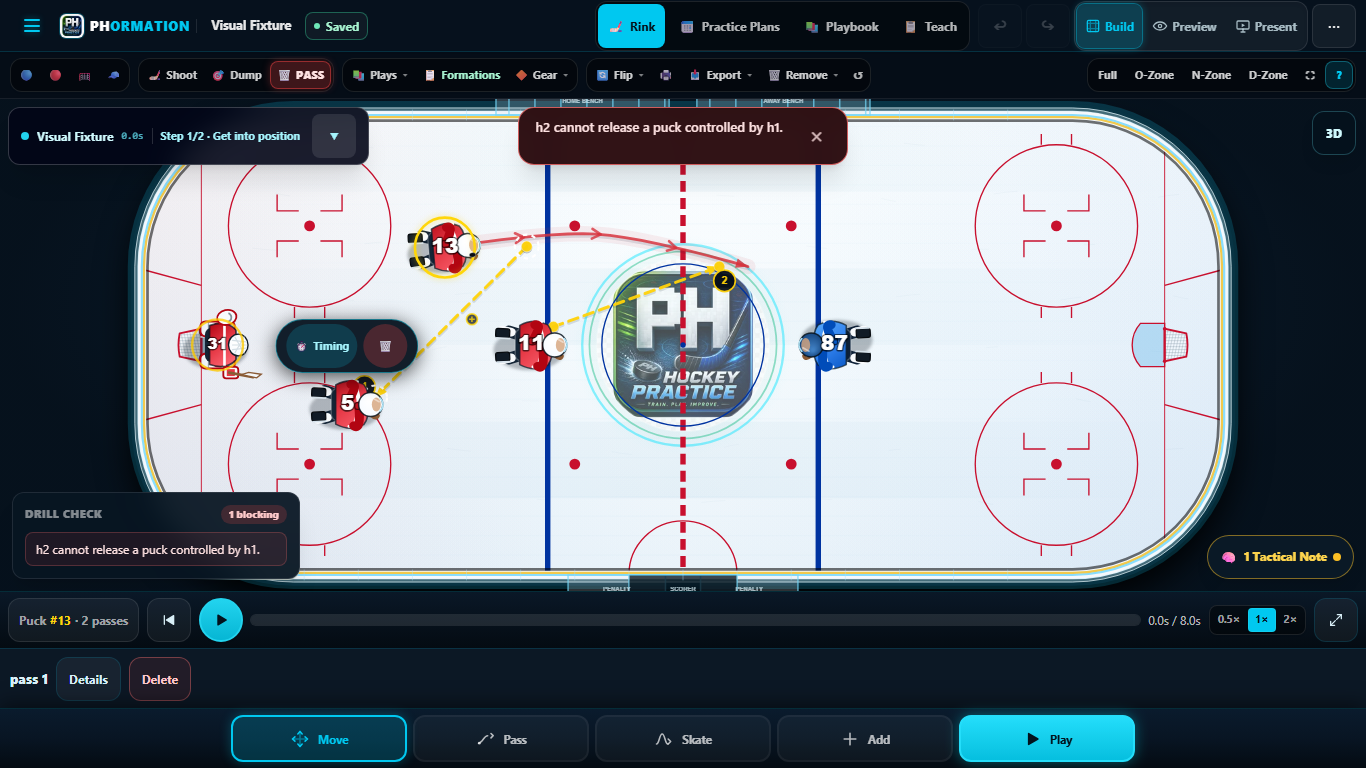 PH PHORMATION
Visual Fixture
Saved
Rink
Practice Plans
Playbook
Teach
Build
Preview
Present
...
Shoot
Dump
PASS
Plays
Formations
Gear
Flip
Export
Remove
Full
O-Zone
N-Zone
D-Zone
?
HOME BENCH
AWAY BENCH
Visual Fixture 0.0s Step 1/2 · Get into position
h2 cannot release a puck controlled by h1.
3D
13
2
31
Timing
11
87
5
PH
HOCKEY
PRACTICE
TRAIN. PLAY. IMPROVE.
DRILL CHECK
1 blocking
h2 cannot release a puck controlled by h1.
1 Tactical Note
PENALTY
SCORER
PENALTY
Puck #13 · 2 passes
0.0s / 8.0s
0.5×
1×
2×
pass 1
Details
Delete
Move
Pass
Skate
Add
Play